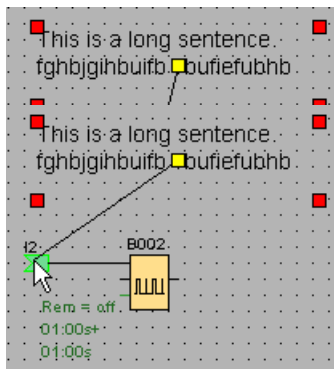 This is a long sentence.
fghbjgihbuifb bufiefubhb
This is a long sentence.
fghbjgihbuifb bufiefubhb
I2
B002
Rem = off
01:00s+
01:00s